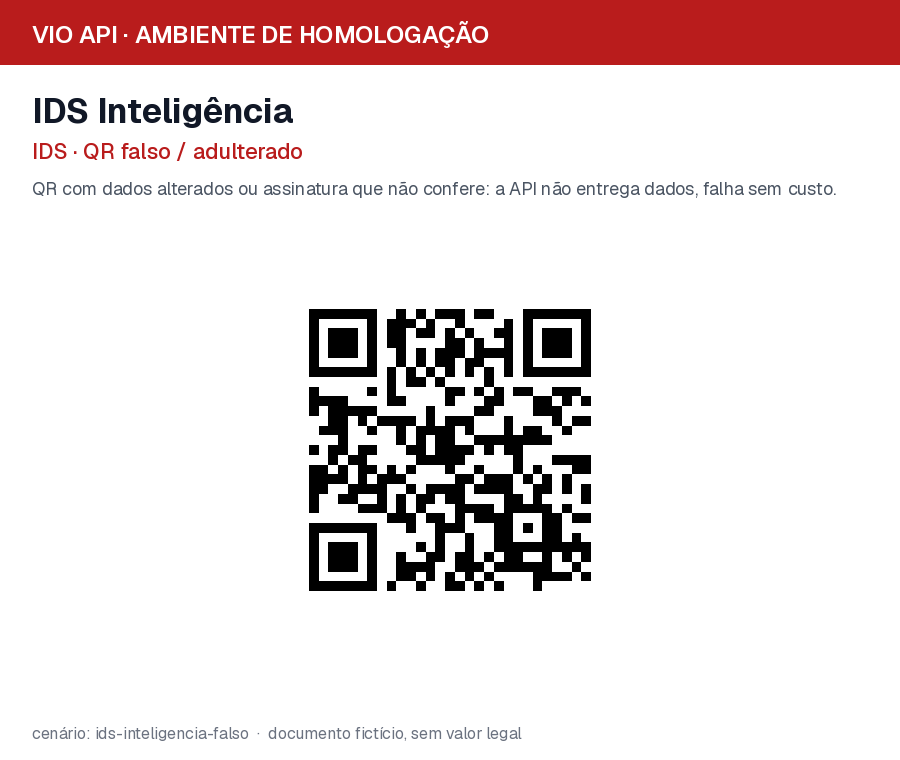 VIO API · AMBIENTE DE HOMOLOGAÇÃO
IDS Inteligência
IDS · QR falso / adulterado
QR com dados alterados ou assinatura que não confere: a API não entrega dados, falha sem custo.
cenário: ids-inteligencia-falso · documento fictício, sem valor legal